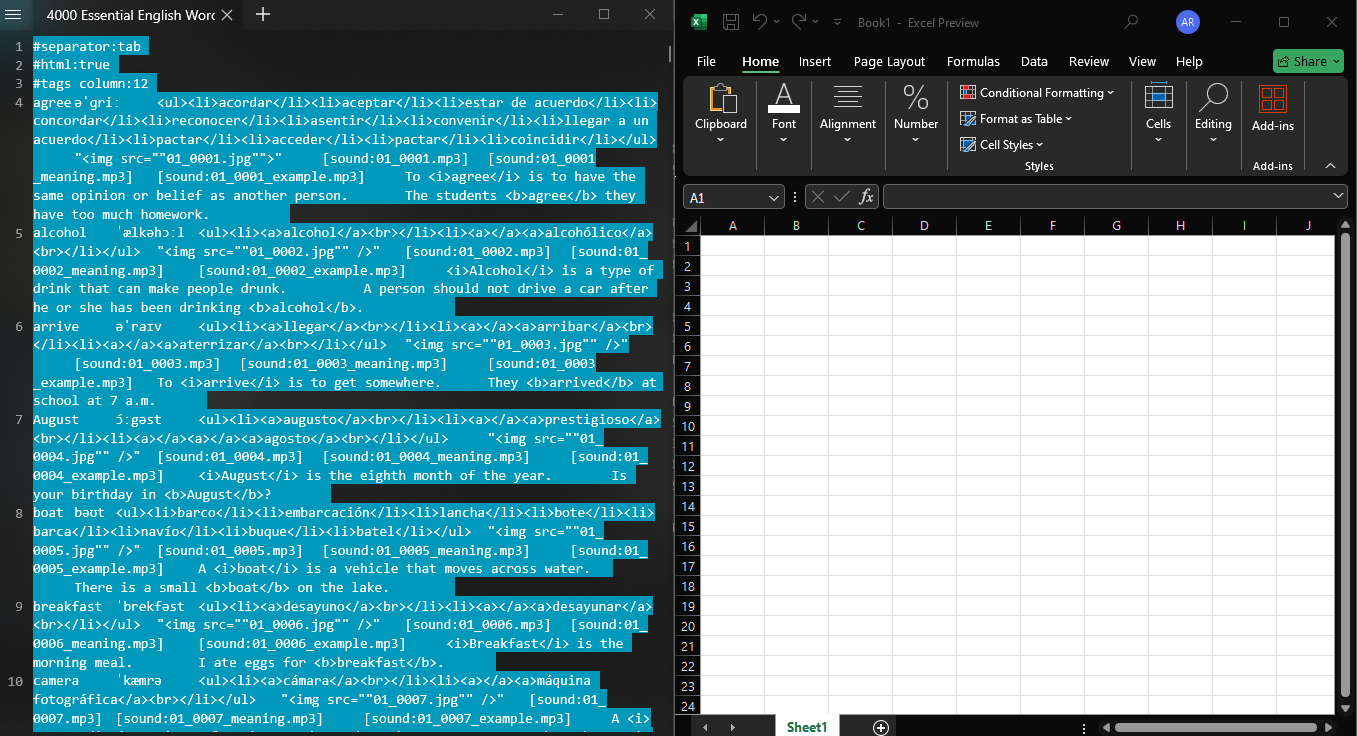 4000 Essential English Word
1 #separator:tab
2 #html:true
3 #tags column:12
4 agree əˈɡriː <ul><li>acordar</li><li>aceptar</li><li>estar de acuerdo</li><li>
concordar</li><li>reconocer</li><li>asentir</li><li>convenir</li><li>llegar a un
acuerdo</li><li>pactar</li><li>acceder</li><li>pactar</li><li>coincidir</li></ul>
"<img src=""01_0001.jpg"">" [sound:01_0001.mp3] [sound:01_0001
_meaning.mp3] [sound:01_0001_example.mp3] To <i>agree</i> is to have the
same opinion or belief as another person. The students <b>agree</b> they
have too much homework.
5 alcohol ˈælkəhɔːl <ul><li><a>alcohol</a><br></li><li><a></a><a>alcohólico</a>
<br></li></ul> "<img src=""01_0002.jpg"" />" [sound:01_0002.mp3] [sound:01_
0002_meaning.mp3] [sound:01_0002_example.mp3] <i>Alcohol</i> is a type of
drink that can make people drunk. A person should not drive a car after
he or she has been drinking <b>alcohol</b>.
6 arrive əˈraɪv <ul><li><a>llegar</a><br></li><li><a></a><a>arribar</a><br>
</li><li><a></a><a>aterrizar</a><br></li></ul> "<img src=""01_0003.jpg"" />"
[sound:01_0003.mp3] [sound:01_0003_meaning.mp3] [sound:01_0003
_example.mp3] To <i>arrive</i> is to get somewhere. They <b>arrived</b> at
school at 7 a.m.
7 August ɔ́ːgəst <ul><li><a>augusto</a><br></li><li><a></a><a>prestigioso</a>
<br></li><li><a></a><a></a><a>agosto</a><br></li></ul> "<img src=""01_
0004.jpg"" />" [sound:01_0004.mp3] [sound:01_0004_meaning.mp3] [sound:01_
0004_example.mp3] <i>August</i> is the eighth month of the year. Is
your birthday in <b>August</b>?
8 boat bəʊt <ul><li>barco</li><li>embarcación</li><li>lancha</li><li>bote</li><li>
barca</li><li>navío</li><li>buque</li><li>batel</li></ul> "<img src=""01_
0005.jpg"" />" [sound:01_0005.mp3] [sound:01_0005_meaning.mp3] [sound:01_
0005_example.mp3] A <i>boat</i> is a vehicle that moves across water.
There is a small <b>boat</b> on the lake.
9 breakfast ˈbrekfəst <ul><li><a>desayuno</a><br></li><li><a></a><a>desayunar</a>
<br></li></ul> "<img src=""01_0006.jpg"" />" [sound:01_0006.mp3] [sound:01_
0006_meaning.mp3] [sound:01_0006_example.mp3] <i>Breakfast</i> is the
morning meal. I ate eggs for <b>breakfast</b>.
10 camera ˈkæmrə <ul><li><a>cámara</a><br></li><li><a></a><a>máquina
fotográfica</a><br></li></ul> "<img src=""01_0007.jpg"" />" [sound:01_
0007.mp3] [sound:01_0007_meaning.mp3] [sound:01_0007_example.mp3] A <i>
Book1 - Excel Preview
AR
File Home Insert Page Layout Formulas Data Review View Help Share
Clipboard Font Alignment Number
Conditional Formatting
Format as Table
Cell Styles
Styles
Cells Editing Add-ins
Add-ins
A1 fx
A B C D E F G H I J
1
2
3
4
5
6
7
8
9
10
11
12
13
14
15
16
17
18
19
20
21
22
23
24
Sheet1